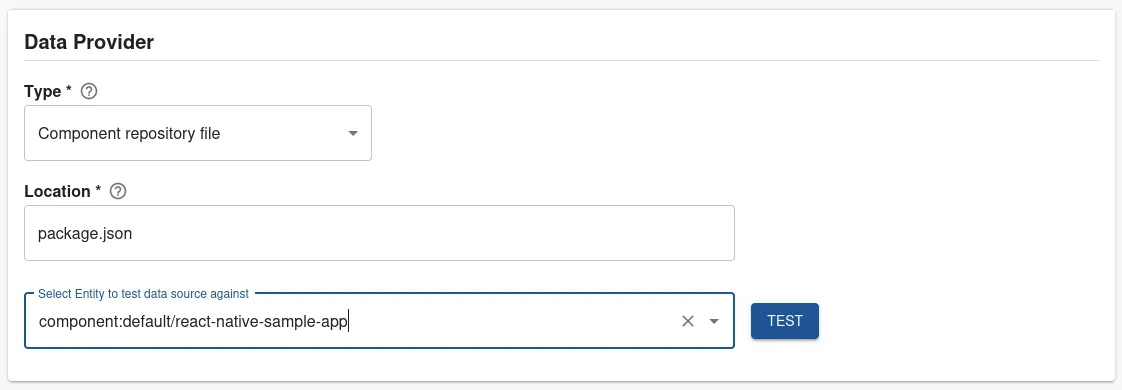 Data Provider
Type *
Component repository file
Location *
package.json
Select Entity to test data source against
component:default/react-native-sample-app
TEST